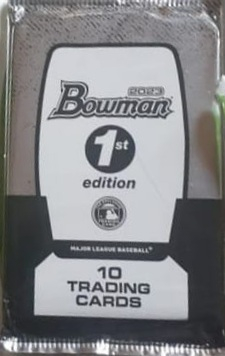 2023
Bowman
1st
edition
MAJOR LEAGUE BASEBALL
10
TRADING
CARDS